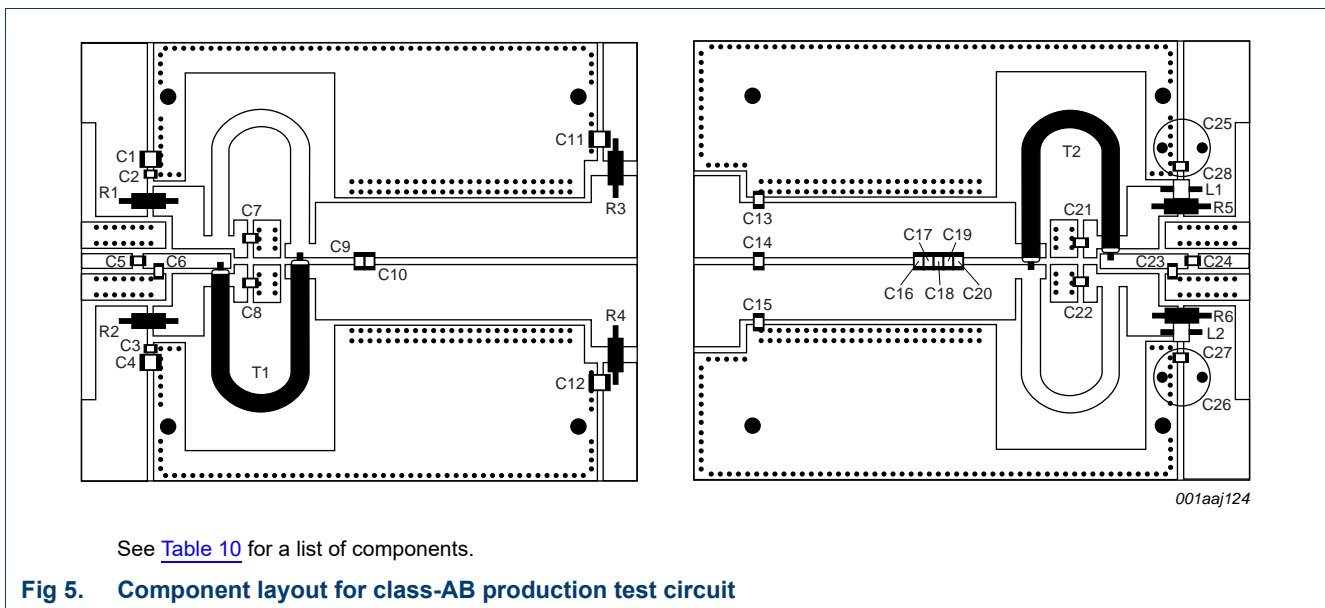 C1
C2
R1
C7
C9
C11
R3
C5
C6
C10
C8
R2
C3
C4
T1
R4
C12
C13
C14
C15
C17
C19
C16
C18
C20
T2
C21
C22
C23
C24
C25
C28
L1
R5
R6
L2
C27
C26
001aaj124
See Table 10 for a list of components.
Fig 5. Component layout for class-AB production test circuit